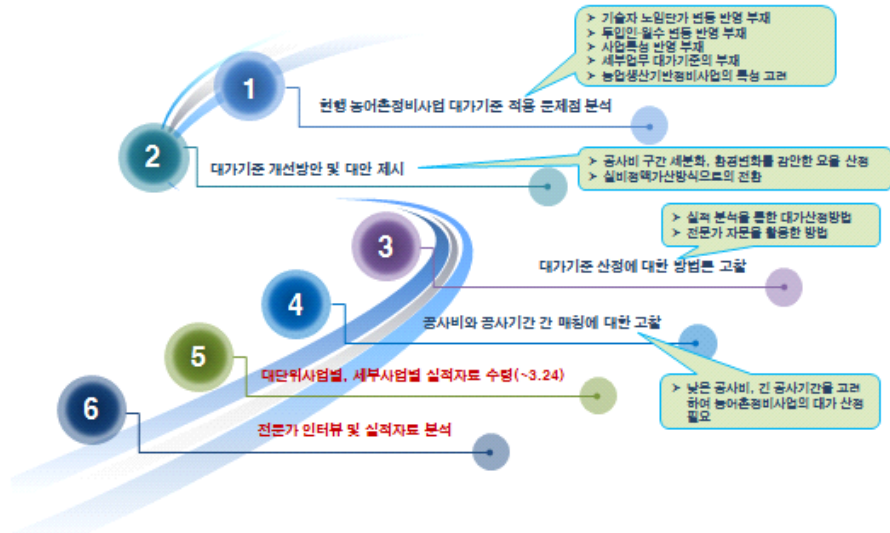 ➢ 기술자 노임단가 변동 반영 부재
➢ 투입인·월수 변동 반영 부재
➢ 사업특성 반영 부재
➢ 세부업무 대가기준의 부재
➢ 농업생산기반정비사업의 특성 고려
1
현행 농어촌정비사업 대가기준 적용 문제점 분석
2
대가기준 개선방안 및 대안 제시
➢ 공사비 구간 세분화, 환경변화를 감안한 요율 산정
➢ 실비정액가산방식으로의 전환
➢ 실적 분석을 통한 대가산정방법
➢ 전문가 자문을 활용한 방법
3
대가기준 산정에 대한 방법론 고찰
4
공사비와 공사기간 간 매칭에 대한 고찰
5
대단위사업별, 세부사업별 실적자료 수령(~3.24)
➢ 낮은 공사비, 긴 공사기간을 고려
하여 농어촌정비사업의 대가 산정
필요
6
전문가 인터뷰 및 실적자료 분석